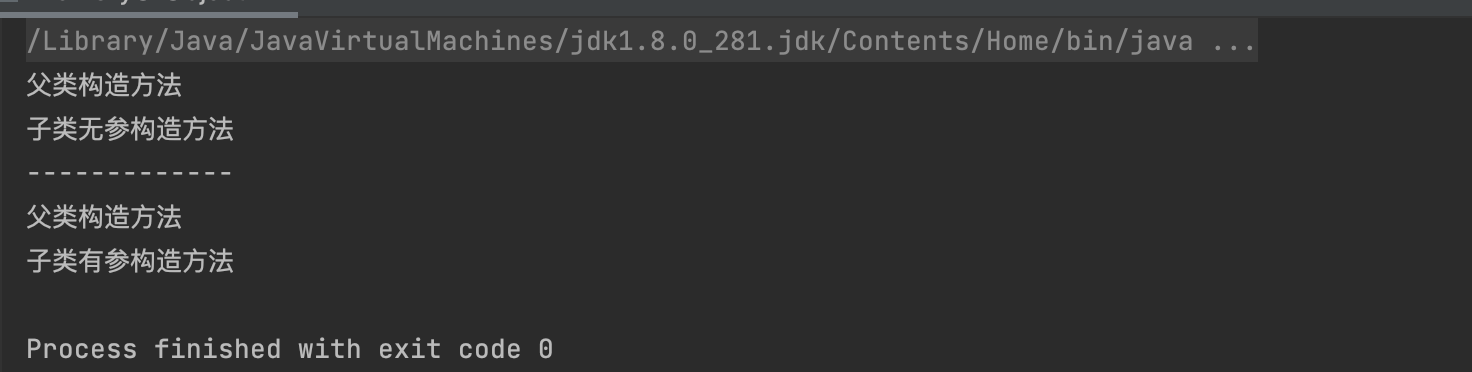 /Library/Java/JavaVirtualMachines/jdk1.8.0_281.jdk/Contents/Home/bin/java ...
父类构造方法
子类无参构造方法
-------------
父类构造方法
子类有参构造方法
Process finished with exit code 0